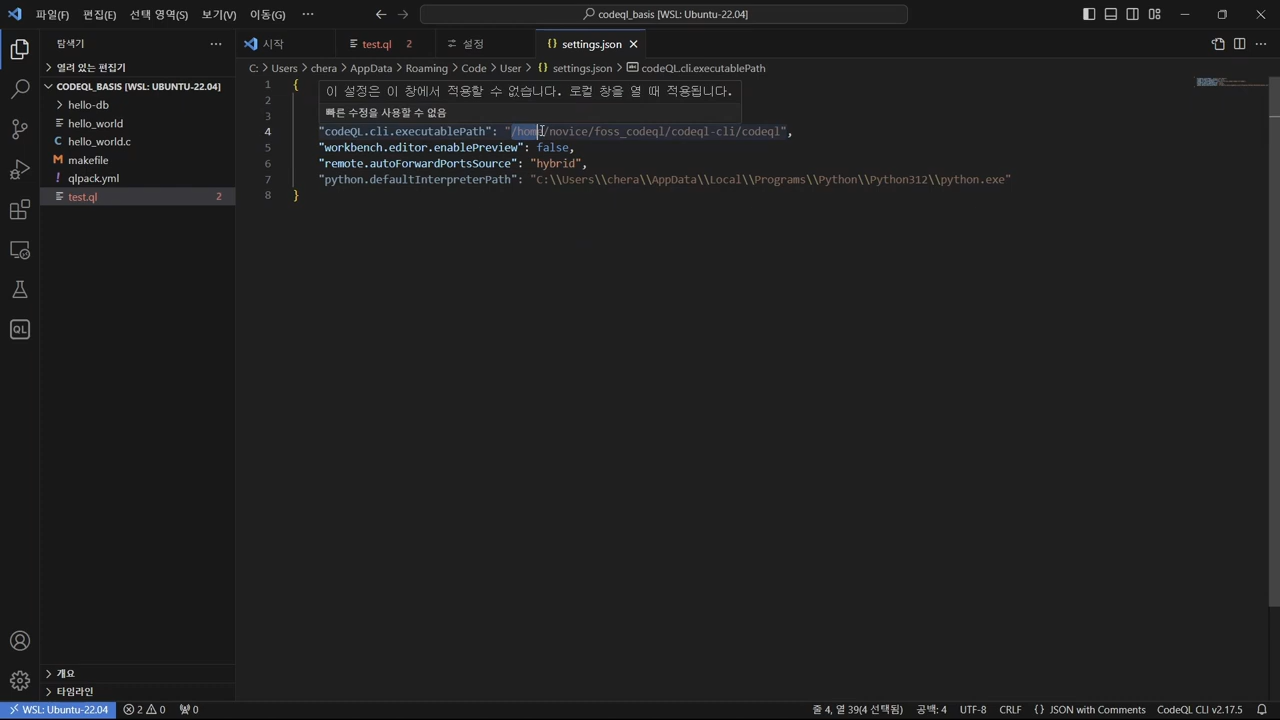 파일(F) 편집(E) 선택 영역(S) 보기(V) 이동(G) ··· codeql_basis [WSL: Ubuntu-22.04]
탐색기 ···
시작 test.ql 2 설정 settings.json
열려 있는 편집기
C: > Users > chera > AppData > Roaming > Code > User > {} settings.json > codeQL.cli.executablePath
CODEQL_BASIS [WSL: UBUNTU-22.04]
hello-db
hello_world
hello_world.c
makefile
qlpack.yml
test.ql 2
QL
1 {
이 설정은 이 창에서 적용할 수 없습니다. 로컬 창을 열 때 적용됩니다.
2
빠른 수정을 사용할 수 없음
3
4 "codeQL.cli.executablePath": "/home/novice/foss_codeql/codeql-cli/codeql",
5 "workbench.editor.enablePreview": false,
6 "remote.autoForwardPortsSource": "hybrid",
7 "python.defaultInterpreterPath": "C:\\Users\\chera\\AppData\\Local\\Programs\\Python\\Python312\\python.exe"
8 }
개요
타임라인
WSL: Ubuntu-22.04 2 0 0 줄 4, 열 39(4 선택됨) 공백: 4 UTF-8 CRLF {} JSON with Comments CodeQL CLI v2.17.5